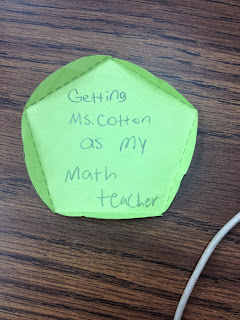 Getting
Ms. Cotton
as my
Math
teacher